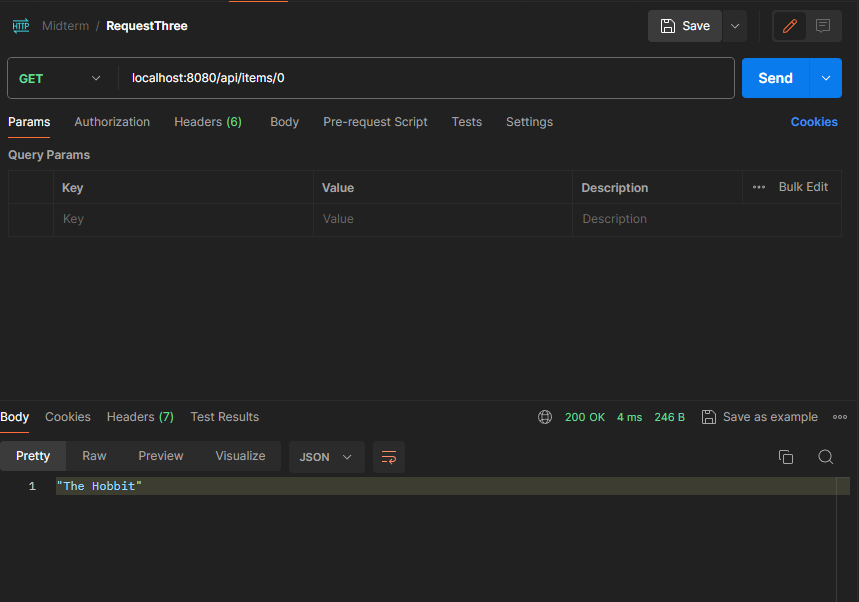 HTTP Midterm / RequestThree Save
GET localhost:8080/api/items/0 Send
Params Authorization Headers (6) Body Pre-request Script Tests Settings Cookies
Query Params
Key Value Description Bulk Edit
Key Value Description
Body Cookies Headers (7) Test Results 200 OK 4 ms 246 B Save as example
Pretty Raw Preview Visualize JSON
1 "The Hobbit"